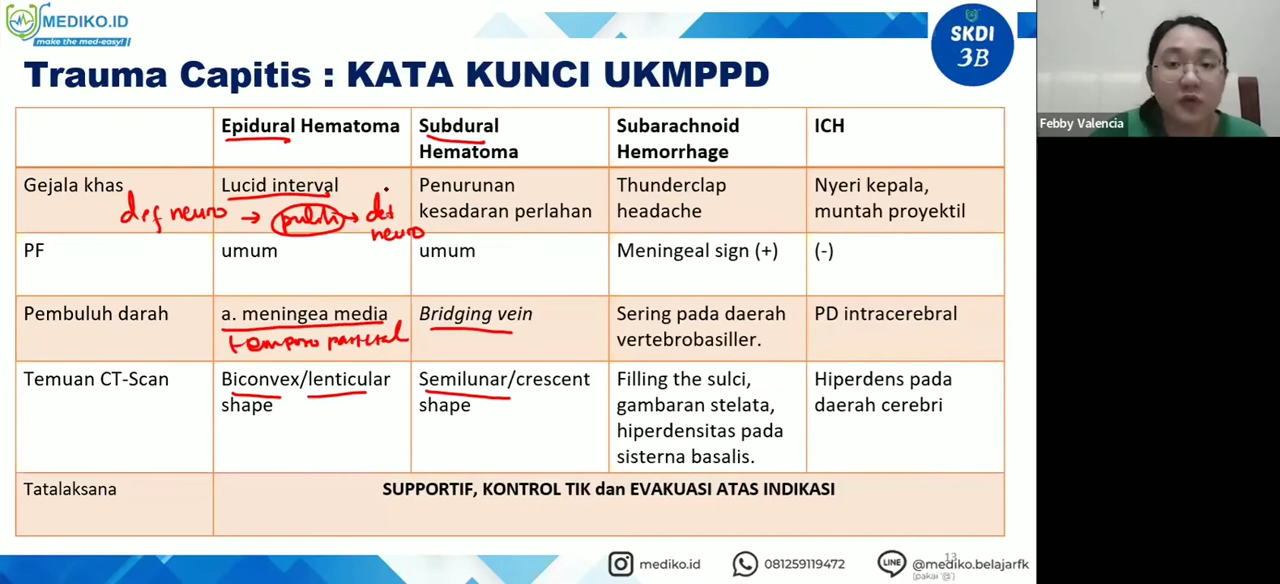 MEDIKO.ID
make the med-easy!
SKDI
3B
Trauma Capitis : KATA KUNCI UKMPPD
Febby Valencia
Epidural Hematoma
Subdural
Hematoma
Subarachnoid
Hemorrhage
ICH
Gejala khas
Lucid interval
def neuro → pulih → def
neuro
Penurunan
kesadaran perlahan
Thunderclap
headache
Nyeri kepala,
muntah proyektil
PF
umum
umum
Meningeal sign (+)
(-)
Pembuluh darah
a. meningea media
temporo parietal
Bridging vein
Sering pada daerah
vertebrobasiller.
PD intracerebral
Temuan CT-Scan
Biconvex/lenticular
shape
Semilunar/crescent
shape
Filling the sulci,
gambaran stelata,
hiperdensitas pada
sisterna basalis.
Hiperdens pada
daerah cerebri
Tatalaksana
SUPPORTIF, KONTROL TIK dan EVAKUASI ATAS INDIKASI
mediko.id
081259119472
LINE
@mediko.belajarfk
(pakai '@')
13